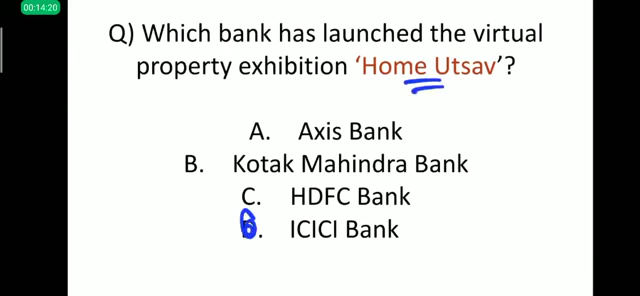 00:14:20
Q) Which bank has launched the virtual
property exhibition ‘Home Utsav’?
A. Axis Bank
B. Kotak Mahindra Bank
C. HDFC Bank
D. ICICI Bank